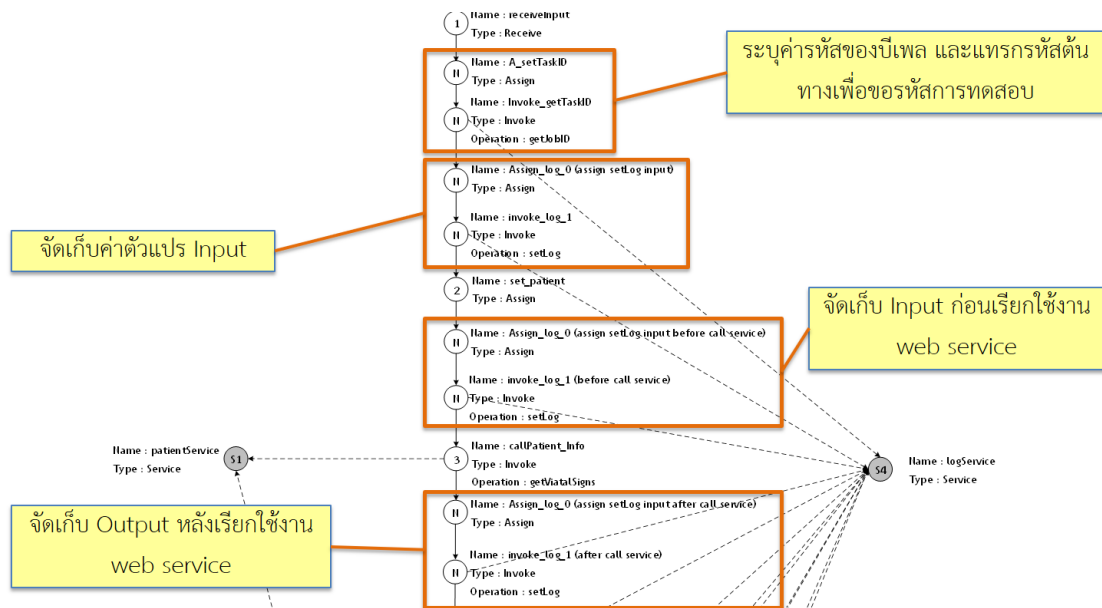 Name : receiveInput
1
Type : Receive
ระบุค่ารหัสของบีเพล และแทรกรหัสต้น
ทางเพื่อขอรหัสการทดสอบ
Name : A_setTaskID
N
Type : Assign
Name : Invoke_getTaskID
N
Type : Invoke
Operation : getJobID
Name : Assign_log_0 (assign setLog input)
N
Type : Assign
Name : invoke_log_1
N
Type : Invoke
Operation : setLog
จัดเก็บค่าตัวแปร Input
Name : set_patient
2
Type : Assign
จัดเก็บ Input ก่อนเรียกใช้งาน
web service
Name : Assign_log_0 (assign setLog input before call service)
N
Type : Assign
Name : invoke_log_1 (before call service)
N
Type : Invoke
Operation : setLog
Name : patientService
S1
Type : Service
Name : callPatient_Info
3
Type : Invoke
Operation : getViatalSigns
S4
Name : logService
Type : Service
จัดเก็บ Output หลังเรียกใช้งาน
web service
Name : Assign_log_0 (assign setLog input after call service)
N
Type : Assign
Name : invoke_log_1 (after call service)
N
Type : Invoke
Operation : setLog